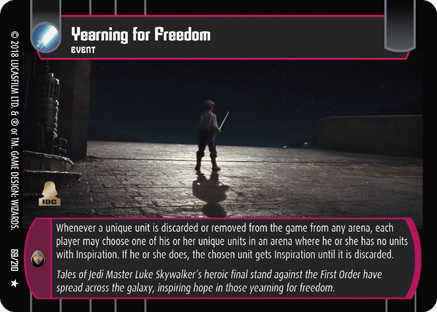 Yearning for Freedom
EVENT
© 2018 LUCASFILM LTD. & ® or TM. GAME DESIGN: WIZARDS.
IDC
Whenever a unique unit is discarded or removed from the game from any arena, each
player may choose one of his or her unique units in an arena where he or she has no units
with Inspiration. If he or she does, the chosen unit gets Inspiration until it is discarded.
Tales of Jedi Master Luke Skywalker's heroic final stand against the First Order have
spread across the galaxy, inspiring hope in those yearning for freedom.